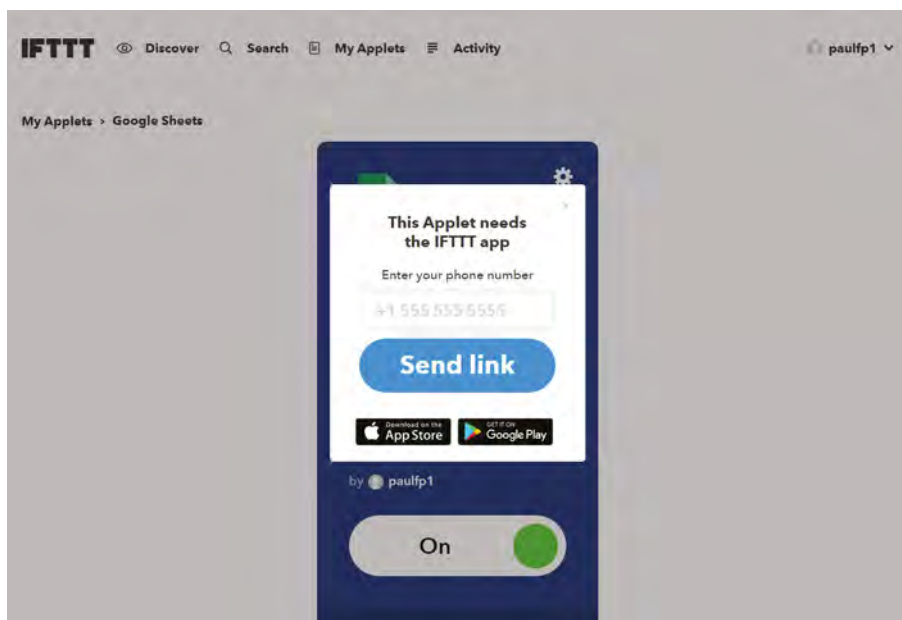 IFTTT Discover Search My Applets Activity paulfp1
My Applets > Google Sheets
This Applet needs
the IFTTT app
Enter your phone number
+1 555 555 5555
Send link
Download on the App Store GET IT ON Google Play
by paulfp1
On